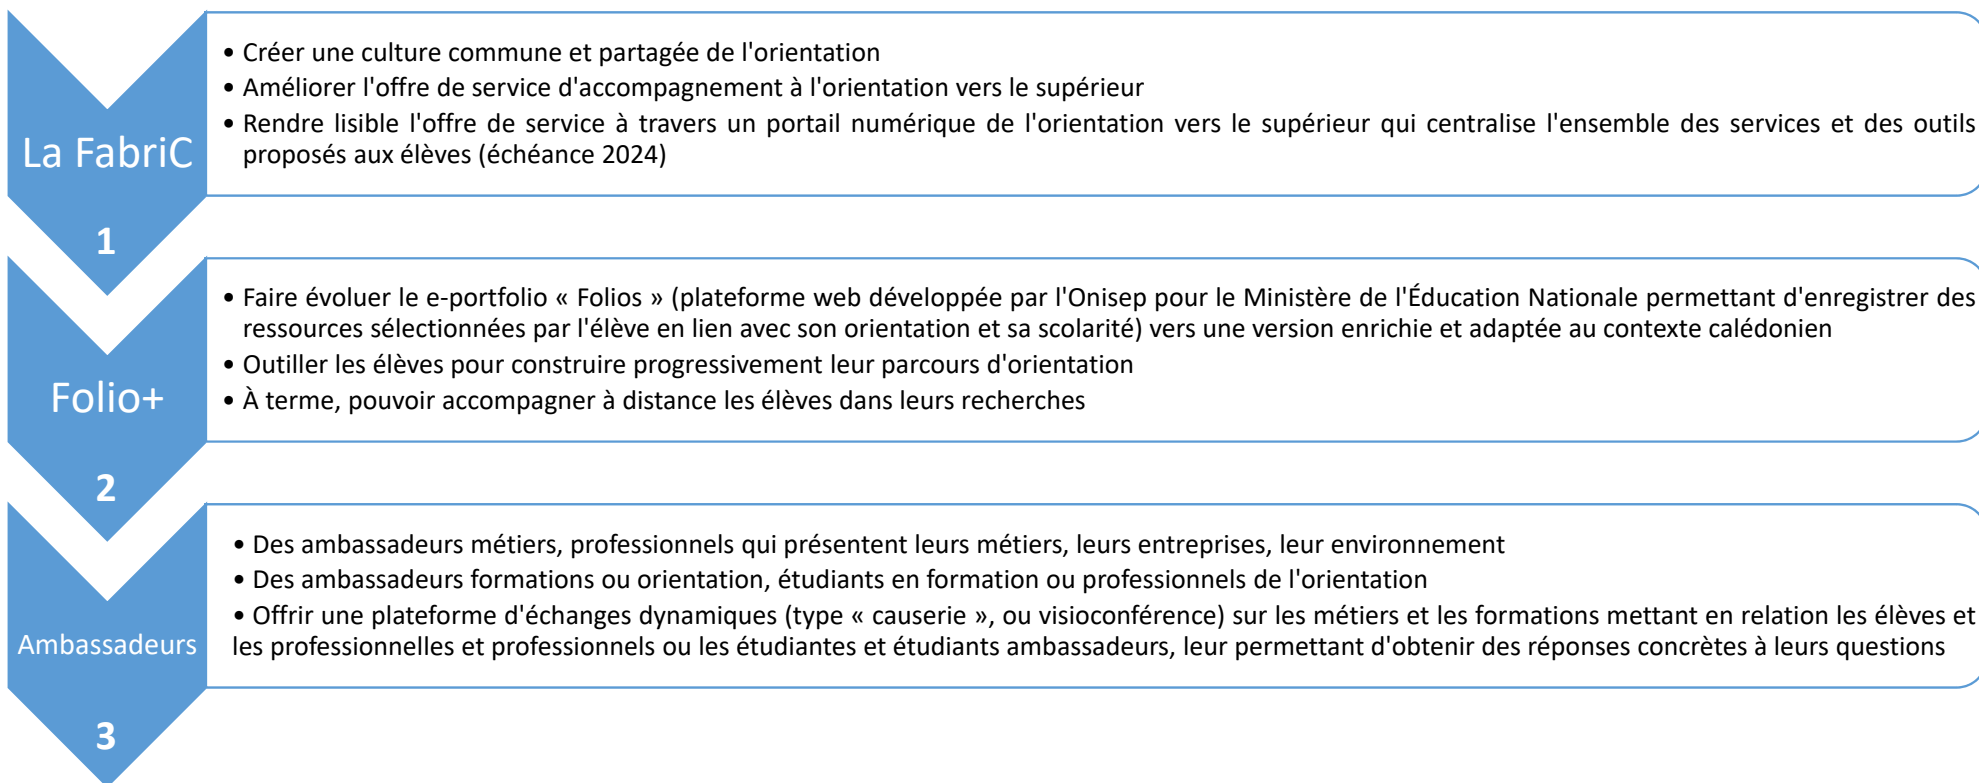 La FabriC
1
• Créer une culture commune et partagée de l'orientation
• Améliorer l'offre de service d'accompagnement à l'orientation vers le supérieur
• Rendre lisible l'offre de service à travers un portail numérique de l'orientation vers le supérieur qui centralise l'ensemble des services et des outils
proposés aux élèves (échéance 2024)
Folio+
2
• Faire évoluer le e-portfolio « Folios » (plateforme web développée par l'Onisep pour le Ministère de l'Éducation Nationale permettant d'enregistrer des
ressources sélectionnées par l'élève en lien avec son orientation et sa scolarité) vers une version enrichie et adaptée au contexte calédonien
• Outiller les élèves pour construire progressivement leur parcours d'orientation
• À terme, pouvoir accompagner à distance les élèves dans leurs recherches
Ambassadeurs
3
• Des ambassadeurs métiers, professionnels qui présentent leurs métiers, leurs entreprises, leur environnement
• Des ambassadeurs formations ou orientation, étudiants en formation ou professionnels de l'orientation
• Offrir une plateforme d'échanges dynamiques (type « causerie », ou visioconférence) sur les métiers et les formations mettant en relation les élèves et
les professionnelles et professionnels ou les étudiantes et étudiants ambassadeurs, leur permettant d'obtenir des réponses concrètes à leurs questions